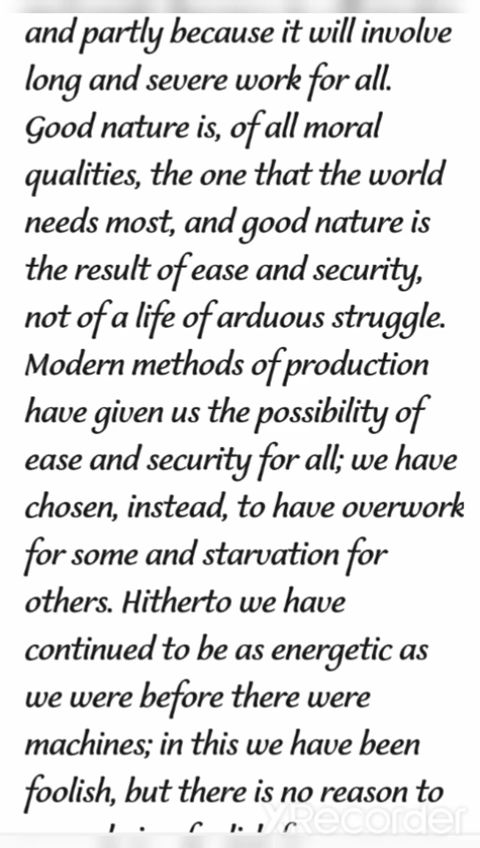 and partly because it will involve
long and severe work for all.
Good nature is, of all moral
qualities, the one that the world
needs most, and good nature is
the result of ease and security,
not of a life of arduous struggle.
Modern methods of production
have given us the possibility of
ease and security for all; we have
chosen, instead, to have overwork
for some and starvation for
others. Hitherto we have
continued to be as energetic as
we were before there were
machines; in this we have been
foolish, but there is no reason to
XRecorder